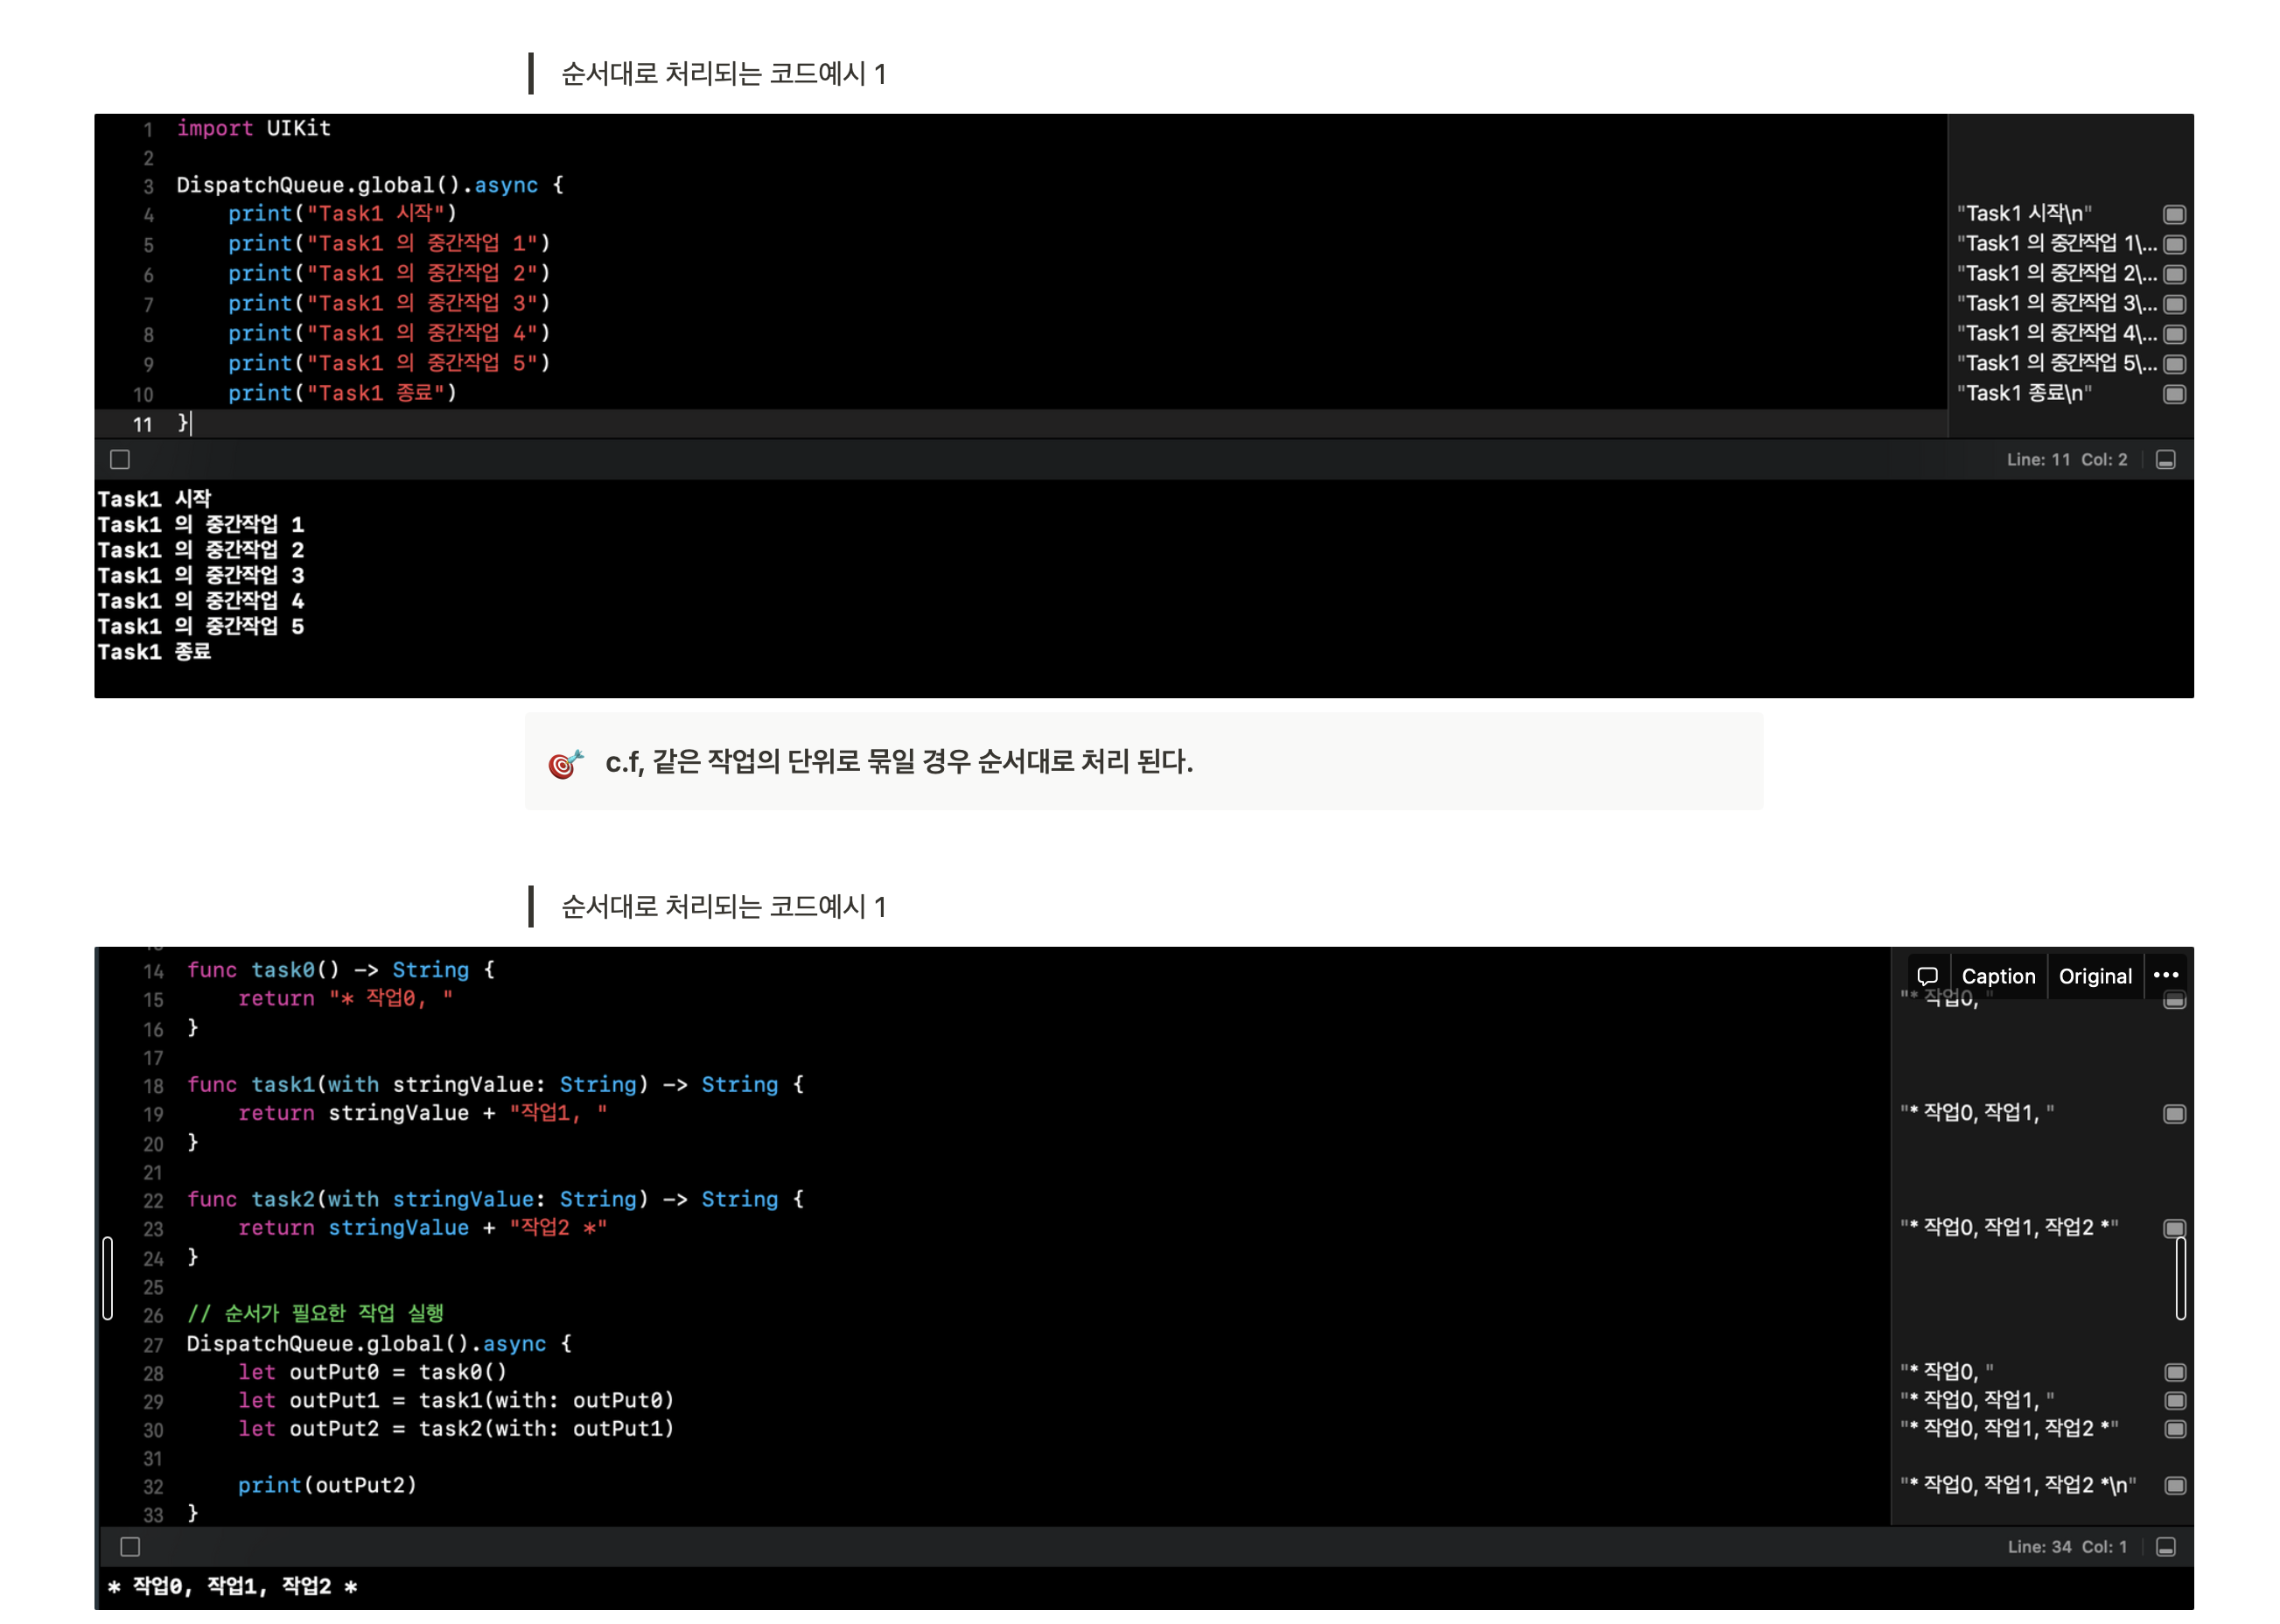 순서대로 처리되는 코드예시 1
1 import UIKit
2
3 DispatchQueue.global().async {
4 print("Task1 시작") "Task1 시작\n"
5 print("Task1 의 중간작업 1") "Task1 의 중간작업 1\...
6 print("Task1 의 중간작업 2") "Task1 의 중간작업 2\...
7 print("Task1 의 중간작업 3") "Task1 의 중간작업 3\...
8 print("Task1 의 중간작업 4") "Task1 의 중간작업 4\...
9 print("Task1 의 중간작업 5") "Task1 의 중간작업 5\...
10 print("Task1 종료") "Task1 종료\n"
11 }
Line: 11 Col: 2
Task1 시작
Task1 의 중간작업 1
Task1 의 중간작업 2
Task1 의 중간작업 3
Task1 의 중간작업 4
Task1 의 중간작업 5
Task1 종료
c.f, 같은 작업의 단위로 묶일 경우 순서대로 처리 된다.
순서대로 처리되는 코드예시 1
14 func task0() -> String {
Caption Original •••
15 return "* 작업0, " "* 작업0, "
16 }
17
18 func task1(with stringValue: String) -> String {
19 return stringValue + "작업1, " "* 작업0, 작업1, "
20 }
21
22 func task2(with stringValue: String) -> String {
23 return stringValue + "작업2 *" "* 작업0, 작업1, 작업2 *"
24 }
25
26 // 순서가 필요한 작업 실행
27 DispatchQueue.global().async {
28 let outPut0 = task0() "* 작업0, "
29 let outPut1 = task1(with: outPut0) "* 작업0, 작업1, "
30 let outPut2 = task2(with: outPut1) "* 작업0, 작업1, 작업2 *"
31
32 print(outPut2) "* 작업0, 작업1, 작업2 *\n"
33 }
Line: 34 Col: 1
* 작업0, 작업1, 작업2 *